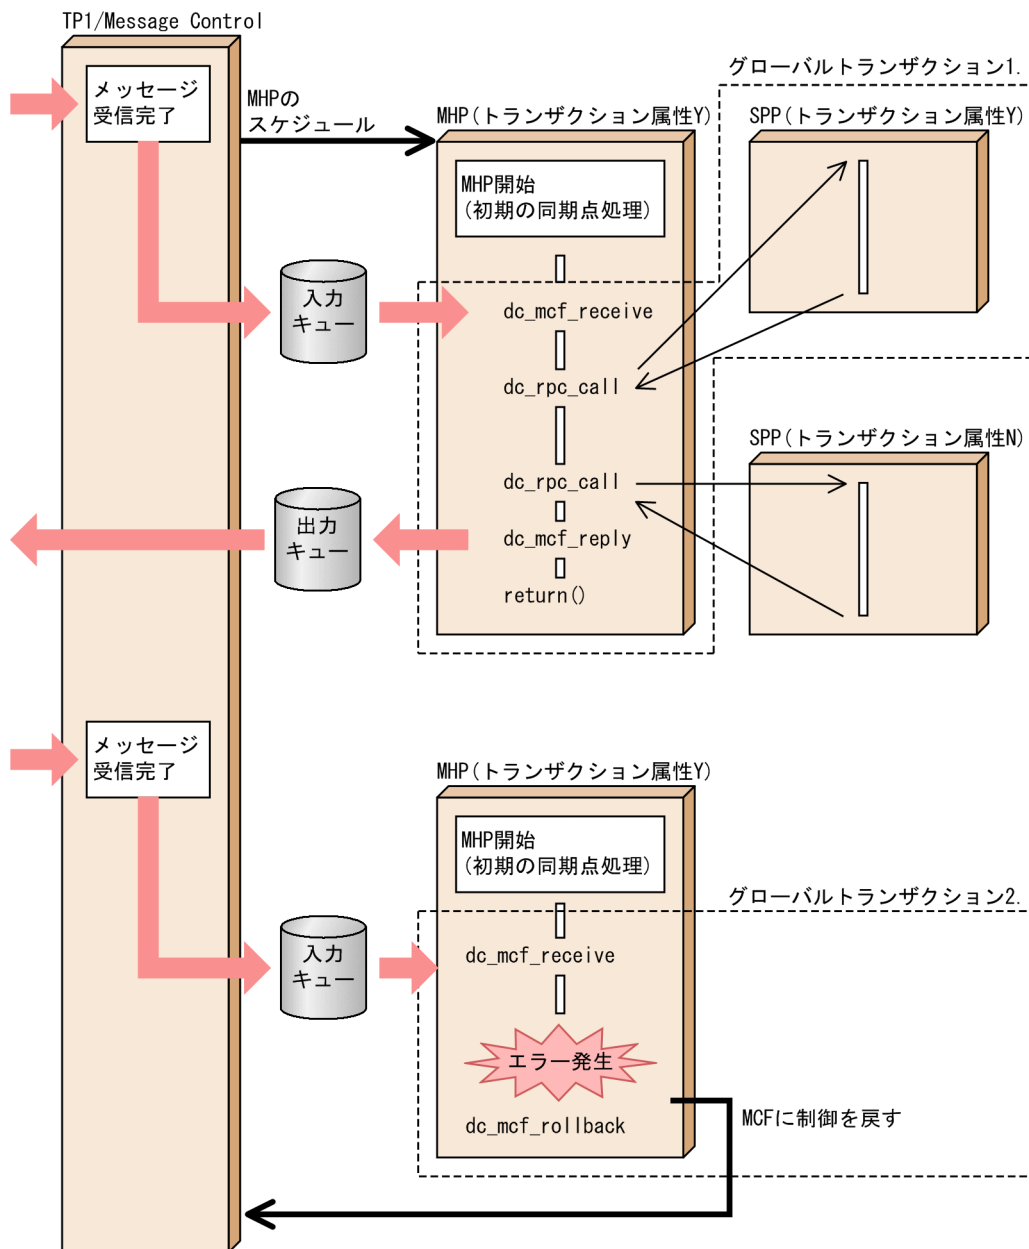 TP1/Message Control
メッセージ
受信完了
MHPの
スケジュール
グローバルトランザクション1.
MHP(トランザクション属性Y)
SPP(トランザクション属性Y)
MHP開始
(初期の同期点処理)
入力
キュー
dc_mcf_receive
dc_rpc_call
SPP(トランザクション属性N)
dc_rpc_call
出力
キュー
dc_mcf_reply
return()
メッセージ
受信完了
MHP(トランザクション属性Y)
MHP開始
(初期の同期点処理)
グローバルトランザクション2.
入力
キュー
dc_mcf_receive
エラー発生
dc_mcf_rollback
MCFに制御を戻す